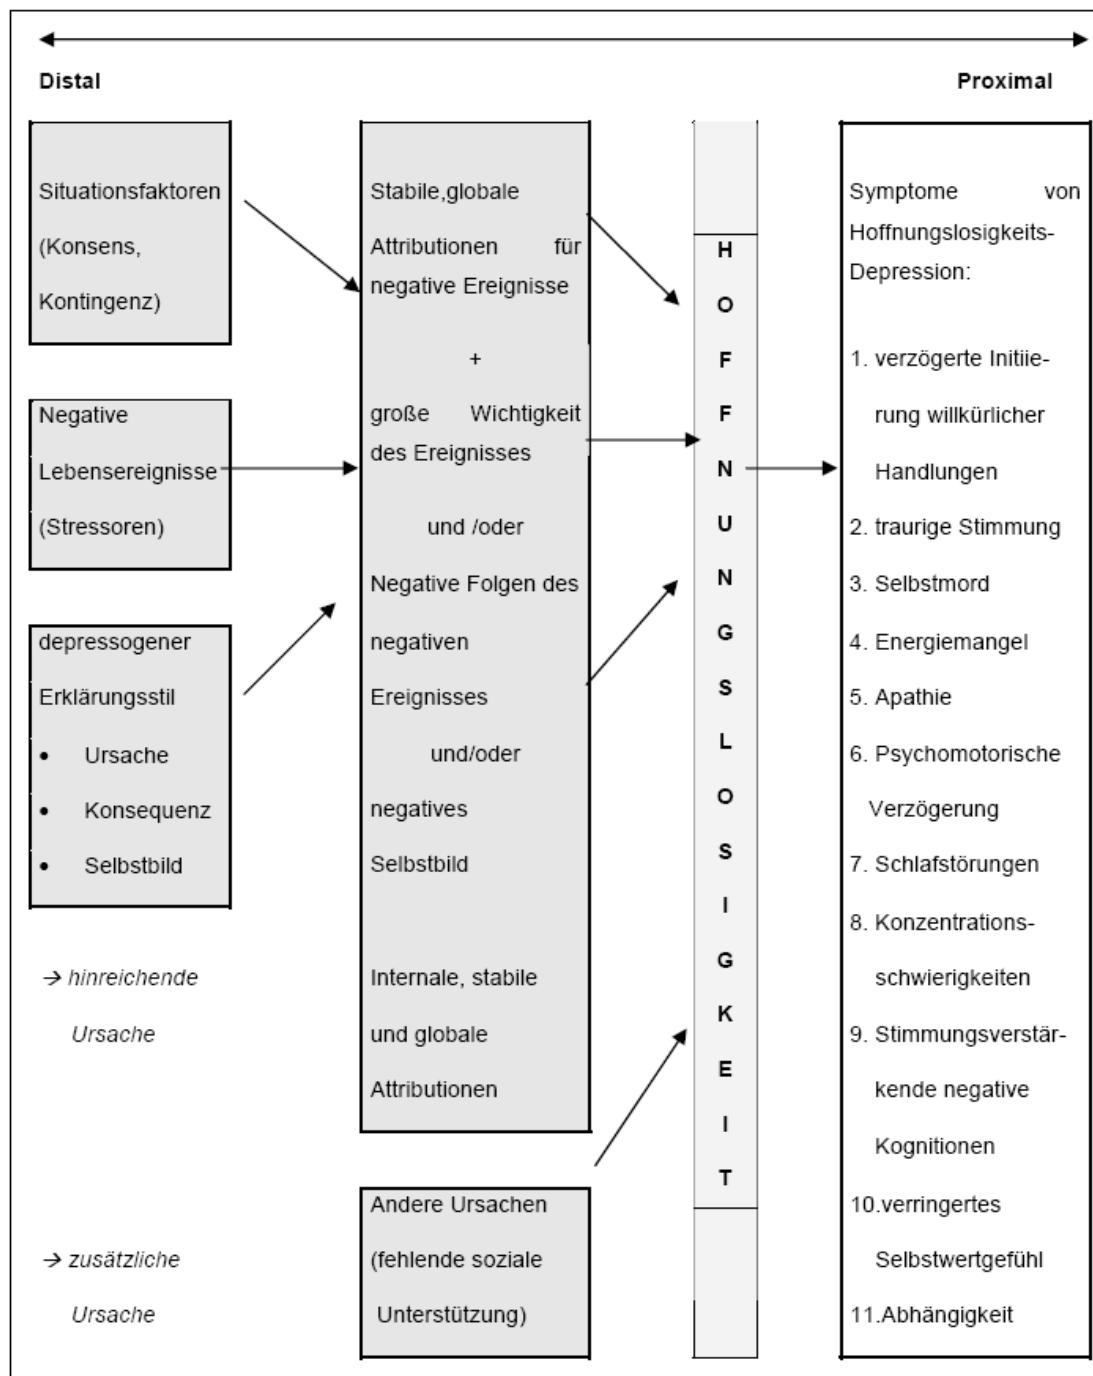 Distal
Proximal
Situationsfaktoren
(Konsens,
Kontingenz)
Negative
Lebensereignisse
(Stressoren)
depressogener
Erklärungsstil
• Ursache
• Konsequenz
• Selbstbild
→ hinreichende
Ursache
→ zusätzliche
Ursache
Stabile,globale
Attributionen für
negative Ereignisse
+
große Wichtigkeit
des Ereignisses
und /oder
Negative Folgen des
negativen
Ereignisses
und/oder
negatives
Selbstbild
Internale, stabile
und globale
Attributionen
Andere Ursachen
(fehlende soziale
Unterstützung)
H
O
F
F
N
U
N
G
S
L
O
S
I
G
K
E
I
T
Symptome von
Hoffnungslosigkeits-
Depression:
1. verzögerte Initiie-
rung willkürlicher
Handlungen
2. traurige Stimmung
3. Selbstmord
4. Energiemangel
5. Apathie
6. Psychomotorische
Verzögerung
7. Schlafstörungen
8. Konzentrations-
schwierigkeiten
9. Stimmungsverstär-
kende negative
Kognitionen
10.verringertes
Selbstwertgefühl
11.Abhängigkeit